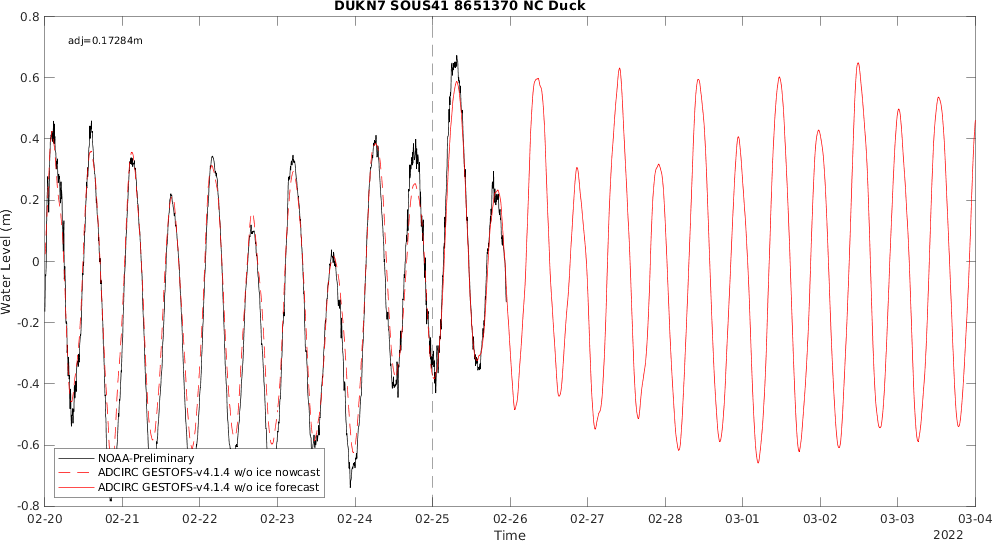 DUKN7 SOUS41 8651370 NC Duck
adj=0.17284m
Water Level (m)
0.8
0.6
0.4
0.2
0
-0.2
-0.4
-0.6
-0.8
NOAA-Preliminary
ADCIRC GESTOFS-v4.1.4 w/o ice nowcast
ADCIRC GESTOFS-v4.1.4 w/o ice forecast
02-20 02-21 02-22 02-23 02-24 02-25 02-26 02-27 02-28 03-01 03-02 03-03 03-04
Time
2022